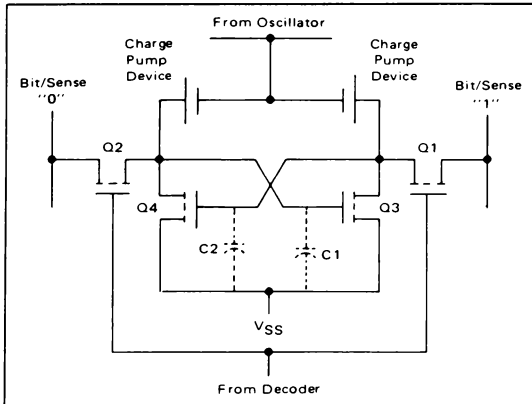 From Oscillator
Charge
Pump
Device
Charge
Pump
Device
Bit/Sense
"0"
Bit/Sense
"1"
Q2
Q1
Q4
Q3
C2
C1
VSS
From Decoder